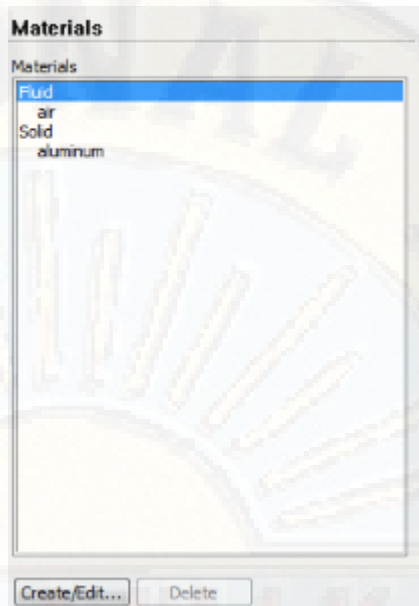 Materials
Materials
Fluid
air
Solid
aluminum
Create/Edit...
Delete